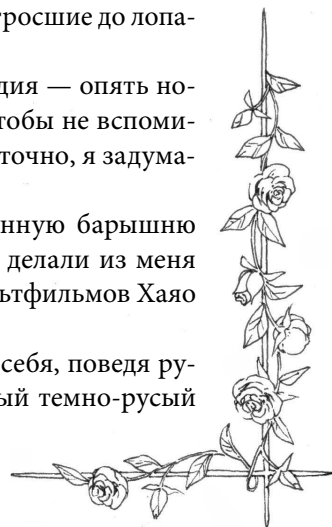 тросшие до лопа-
дия — опять но-
тобы не вспоми-
точно, я задума-
нную барышню
делали из меня
ьтфильмов Хаяо
себя, поведя ру-
ый темно-русый